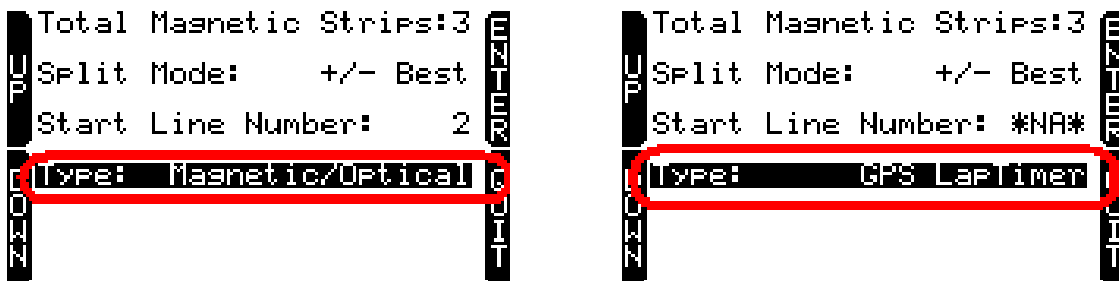 Total Magnetic Strips:3
Split Mode: +/- Best
Start Line Number: 2
Type: Magnetic/Optical
UP
DOWN
ENTER
QUIT
Total Magnetic Strips:3
Split Mode: +/- Best
Start Line Number: *NA*
Type: GPS LapTimer
UP
DOWN
ENTER
QUIT